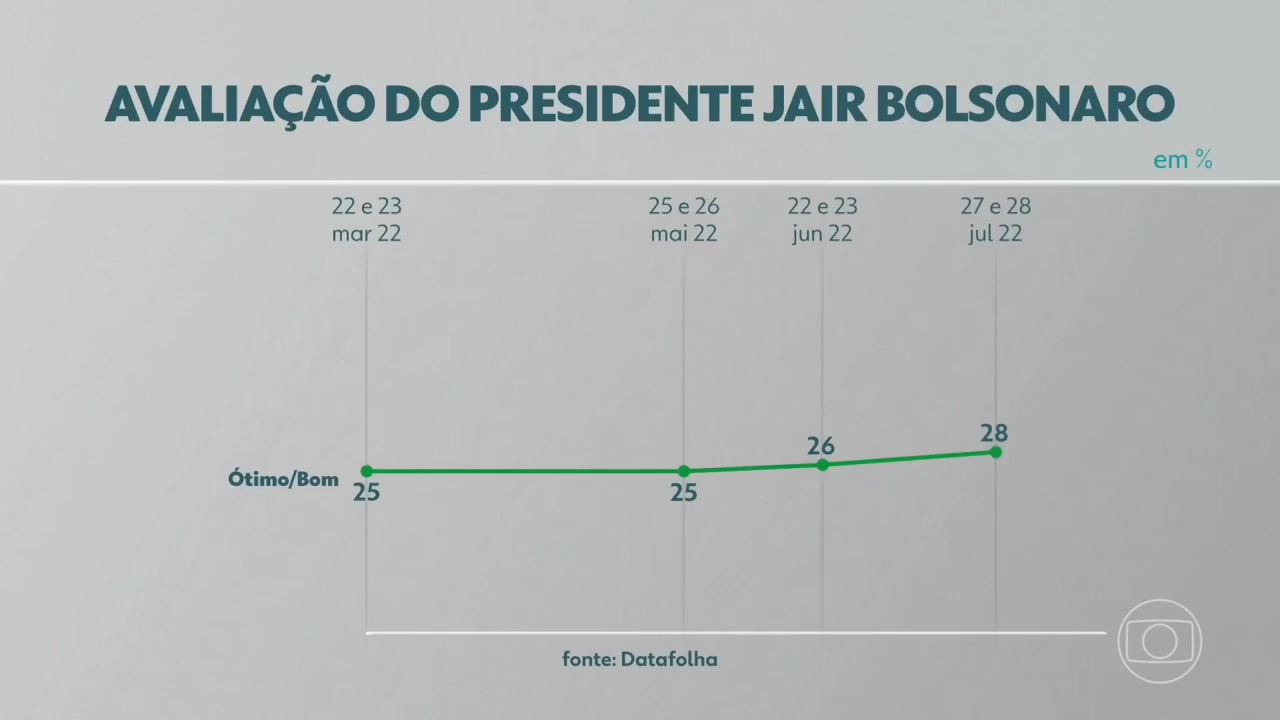 AVALIAÇÃO DO PRESIDENTE JAIR BOLSONARO
em %
22 e 23
mar 22
25 e 26
mai 22
22 e 23
jun 22
27 e 28
jul 22
Ótimo/Bom
25
25
26
28
fonte: Datafolha